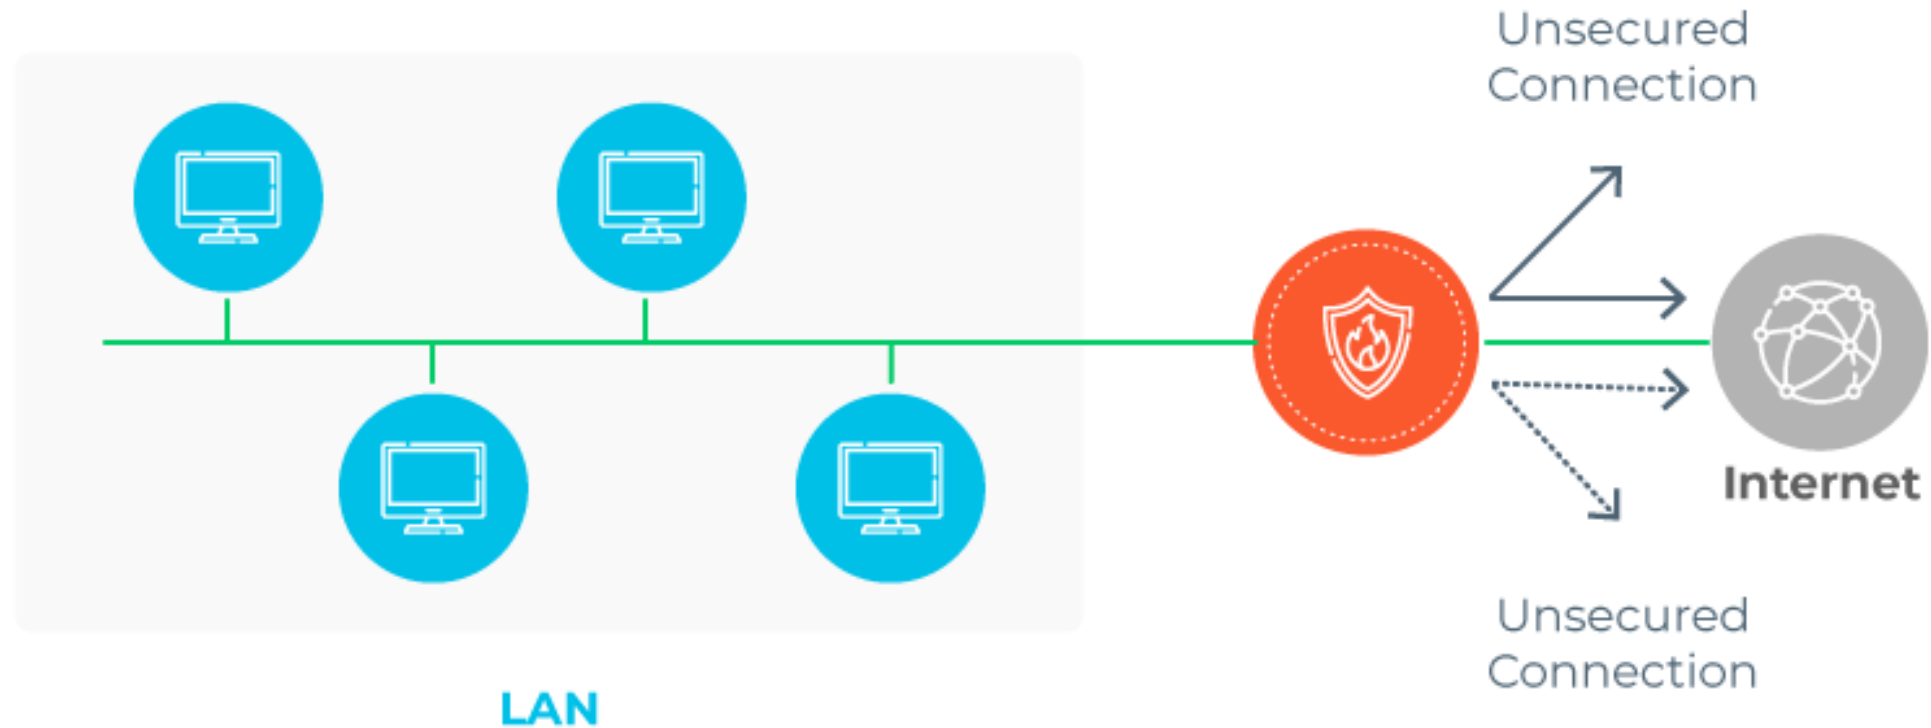 Unsecured
Connection
Internet
Unsecured
Connection
LAN